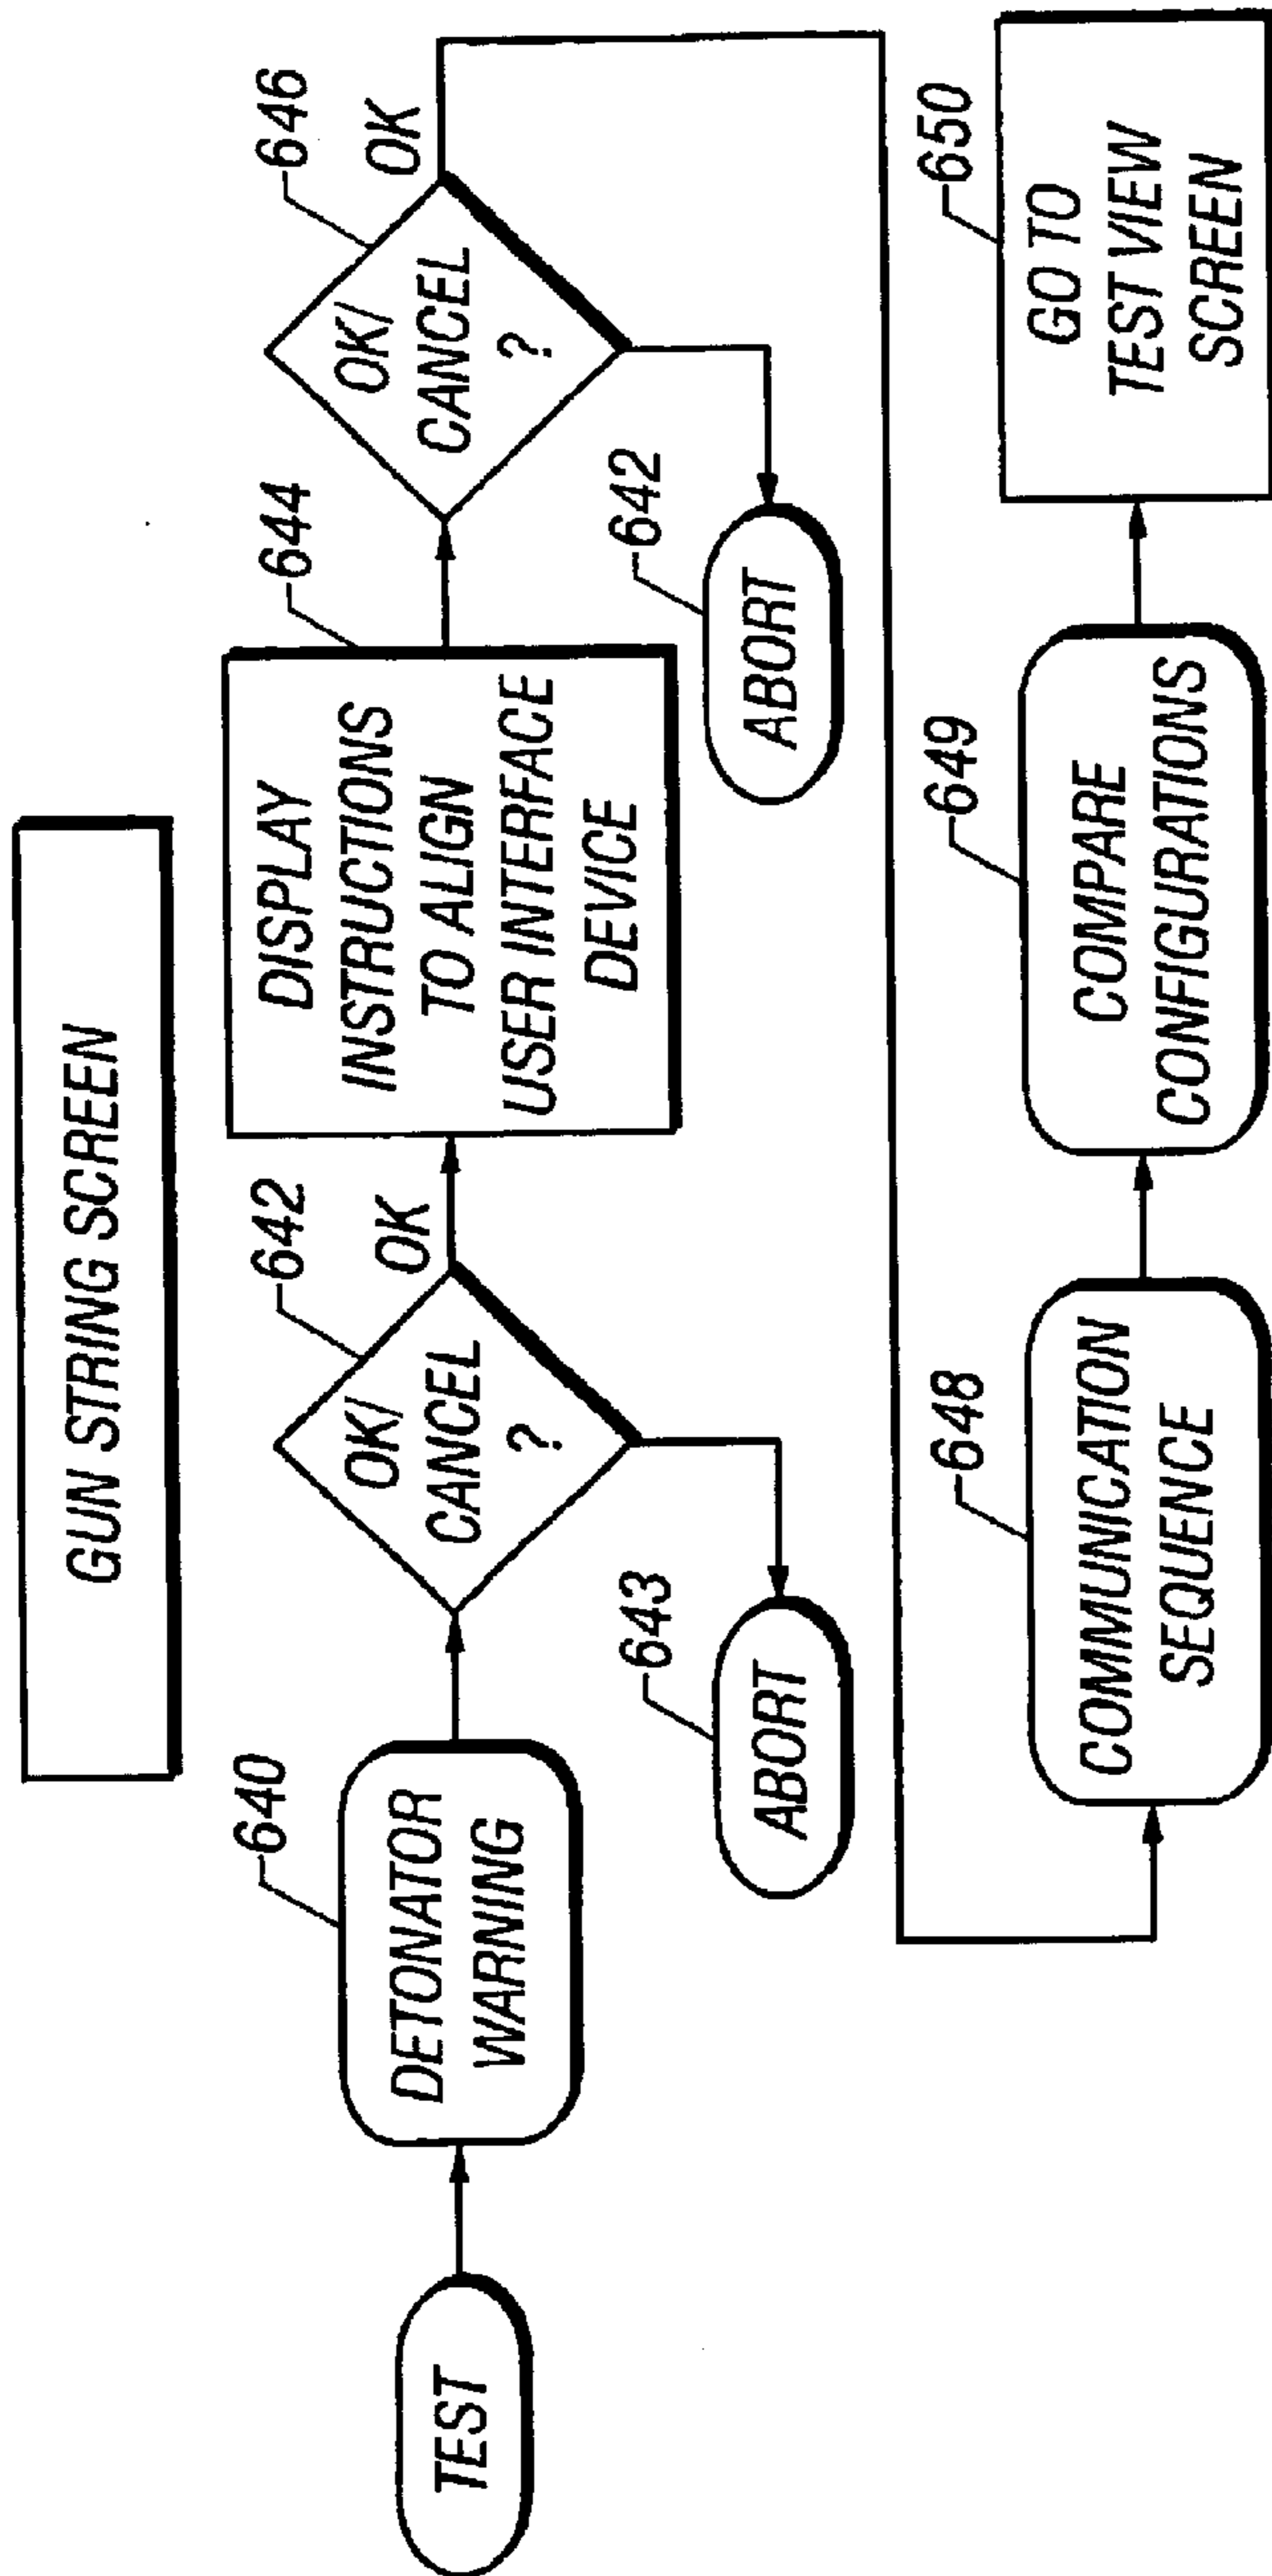 GUN STRING SCREEN
TEST
640
DETONATOR
WARNING
642
OK/
CANCEL
?
OK
643
ABORT
644
DISPLAY
INSTRUCTIONS
TO ALIGN
USER INTERFACE
DEVICE
646
OK/
CANCEL
?
OK
642
ABORT
648
COMMUNICATION
SEQUENCE
649
COMPARE
CONFIGURATIONS
650
GO TO
TEST VIEW
SCREEN